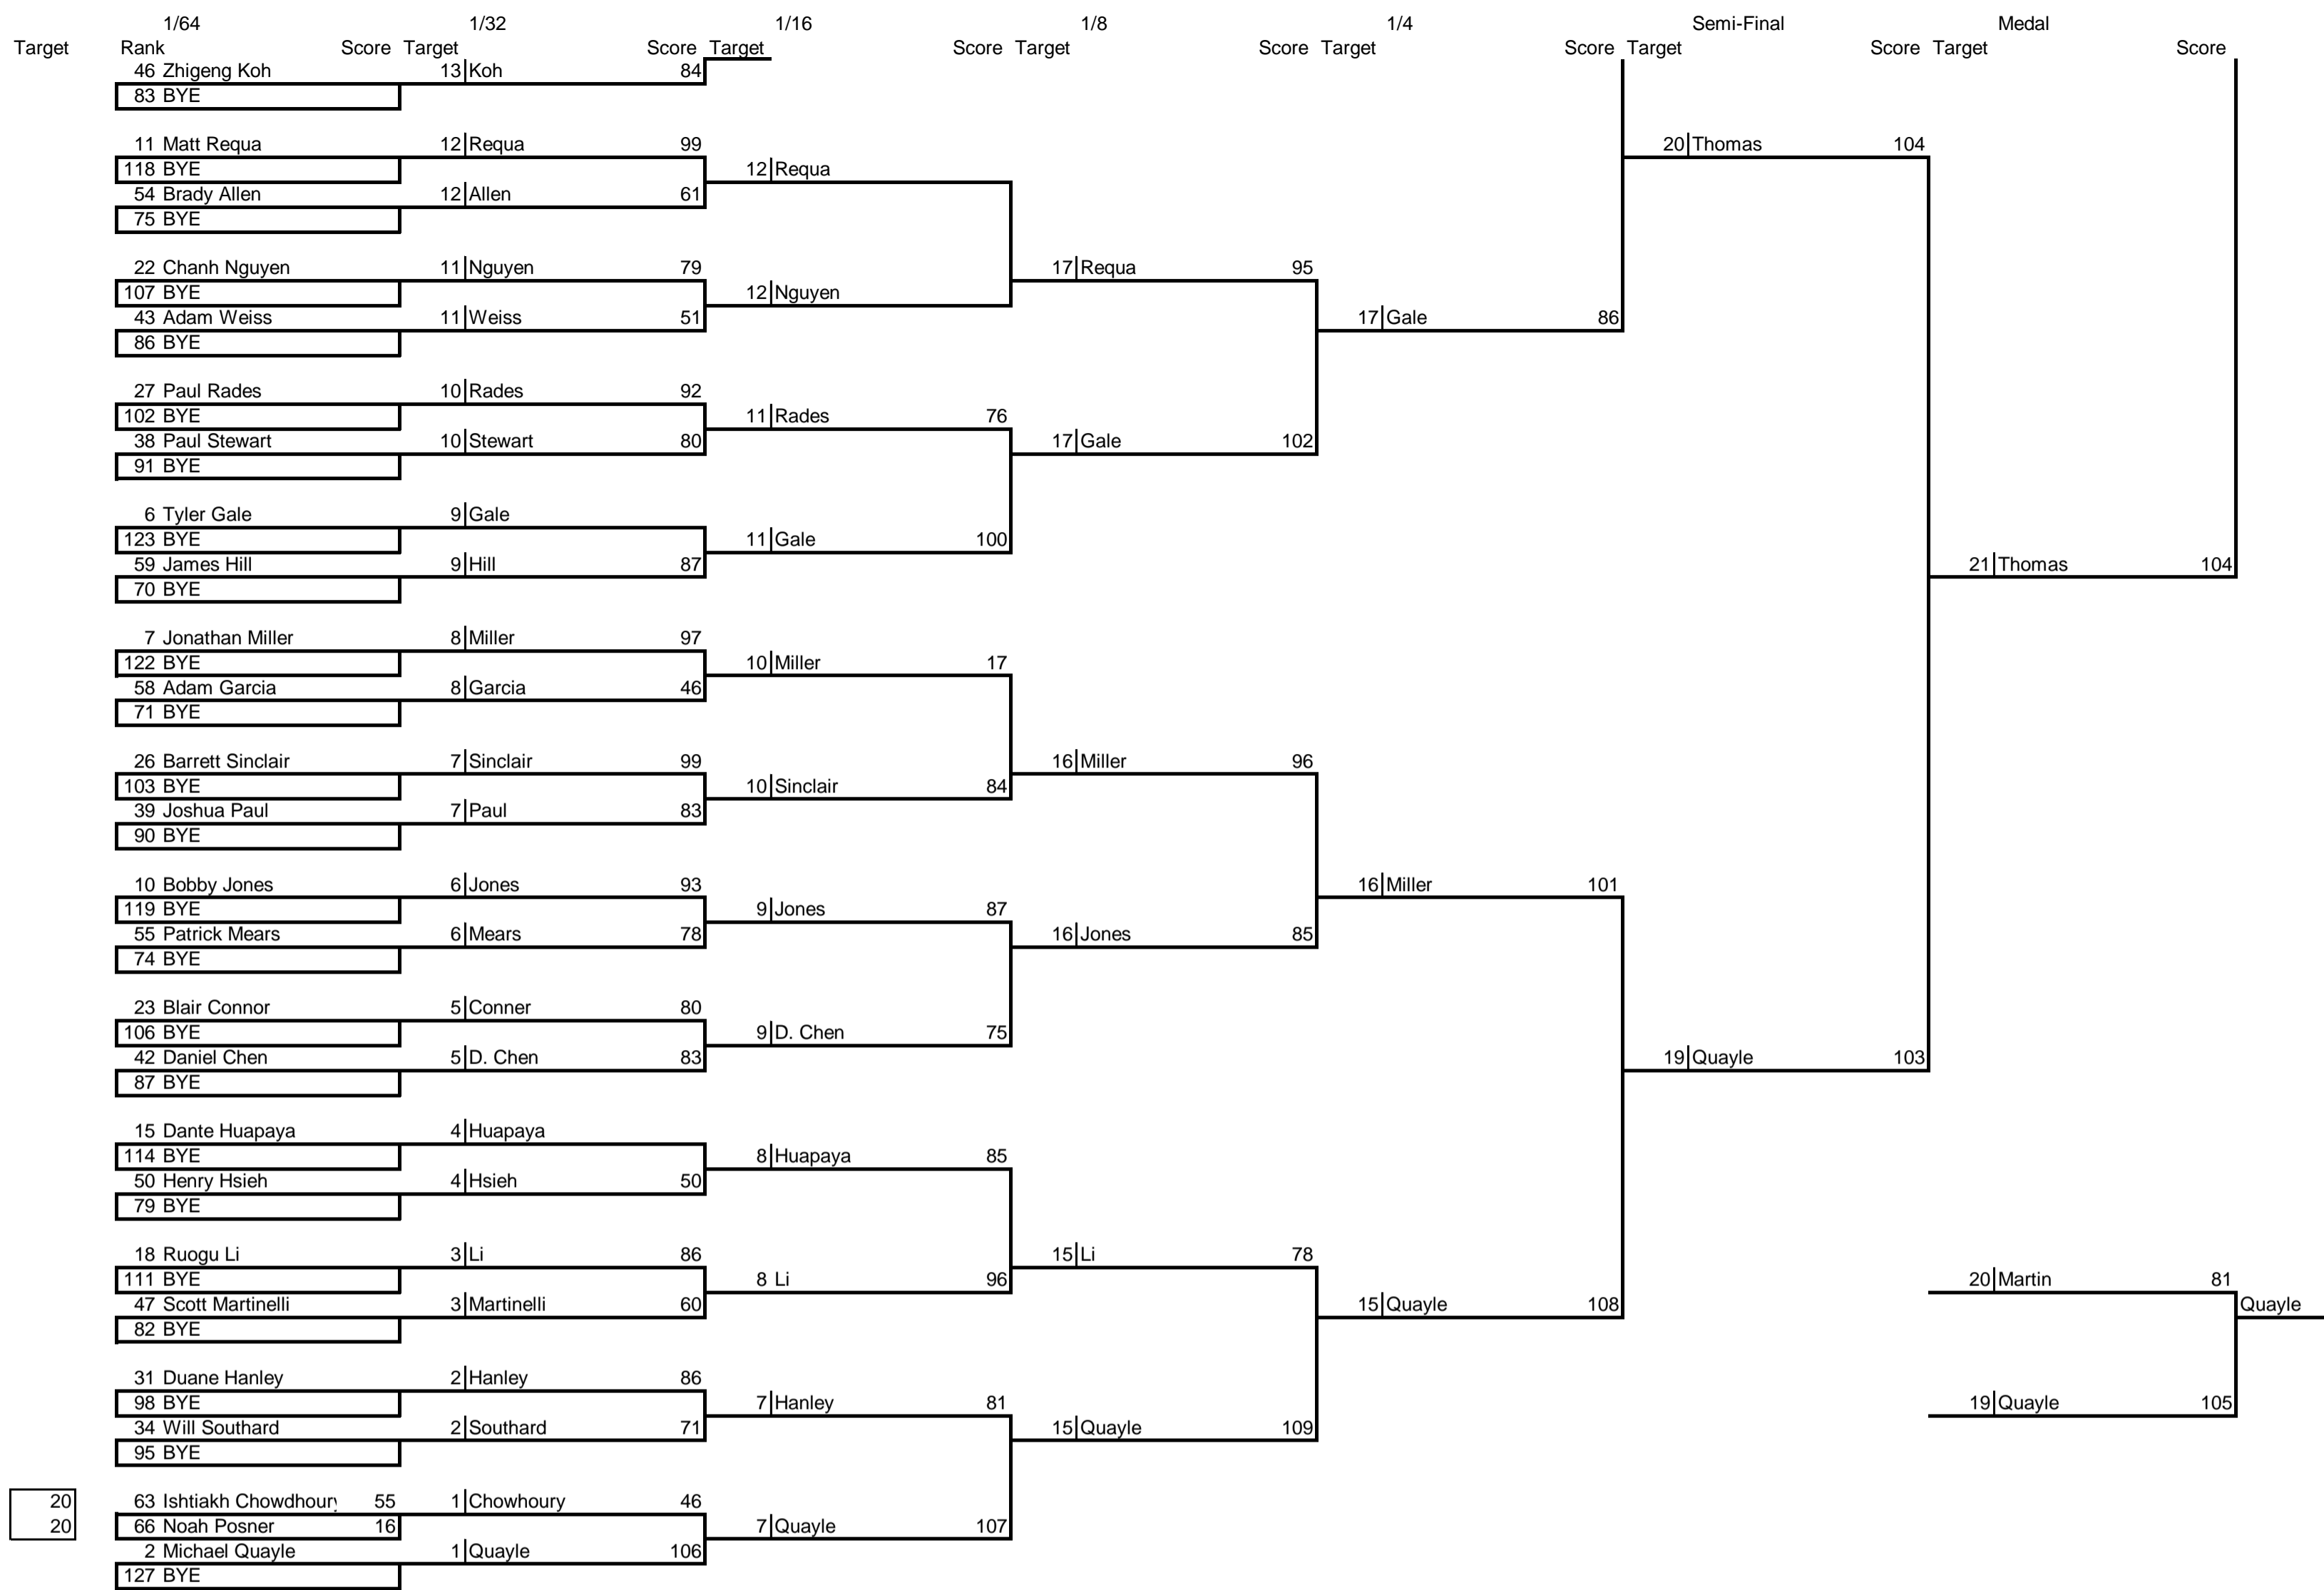 1/64 1/32 1/16 1/8 1/4 Semi-Final Medal
Target Rank Score Target Score Target Score Target Score Target Score Target Score Target Score
46 Zhigeng Koh 13 Koh 84
83 BYE
11 Matt Requa 12 Requa 99 20 Thomas 104
118 BYE 12 Requa
54 Brady Allen 12 Allen 61
75 BYE
22 Chanh Nguyen 11 Nguyen 79 17 Requa 95
107 BYE 12 Nguyen
43 Adam Weiss 11 Weiss 51 17 Gale 86
86 BYE
27 Paul Rades 10 Rades 92
102 BYE 11 Rades 76
38 Paul Stewart 10 Stewart 80 17 Gale 102
91 BYE
6 Tyler Gale 9 Gale
123 BYE 11 Gale 100
59 James Hill 9 Hill 87 21 Thomas 104
70 BYE
7 Jonathan Miller 8 Miller 97
122 BYE 10 Miller 17
58 Adam Garcia 8 Garcia 46
71 BYE
26 Barrett Sinclair 7 Sinclair 99 16 Miller 96
103 BYE 10 Sinclair 84
39 Joshua Paul 7 Paul 83
90 BYE
10 Bobby Jones 6 Jones 93 16 Miller 101
119 BYE 9 Jones 87
55 Patrick Mears 6 Mears 78 16 Jones 85
74 BYE
23 Blair Connor 5 Conner 80
106 BYE 9 D. Chen 75
42 Daniel Chen 5 D. Chen 83 19 Quayle 103
87 BYE
15 Dante Huapaya 4 Huapaya
114 BYE 8 Huapaya 85
50 Henry Hsieh 4 Hsieh 50
79 BYE
18 Ruogu Li 3 Li 86 15 Li 78
111 BYE 8 Li 96 20 Martin 81
47 Scott Martinelli 3 Martinelli 60 15 Quayle 108 Quayle
82 BYE
31 Duane Hanley 2 Hanley 86
98 BYE 7 Hanley 81 19 Quayle 105
34 Will Southard 2 Southard 71 15 Quayle 109
95 BYE
20 63 Ishtiakh Chowdhoury 55 1 Chowhoury 46
20 66 Noah Posner 16 7 Quayle 107
2 Michael Quayle 1 Quayle 106
127 BYE